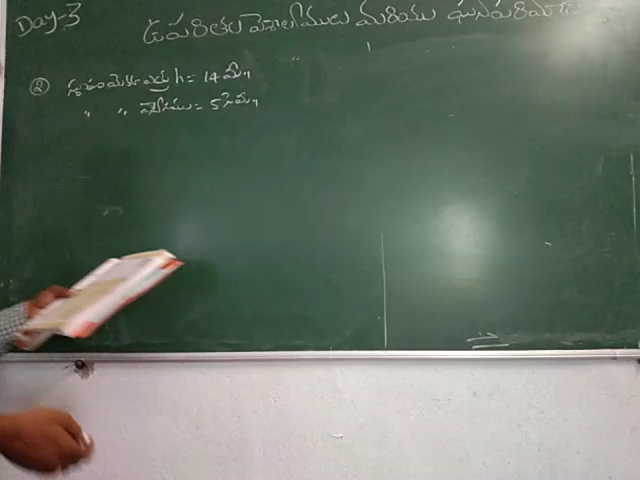 Day-3
ఉపరితల వైశాల్యములు మరియు ఘనపరిమాణ
② స్థూపం యొక్క ఎత్తు h = 14 మీ॥
" " వ్యాసము = 5 సెమీ॥